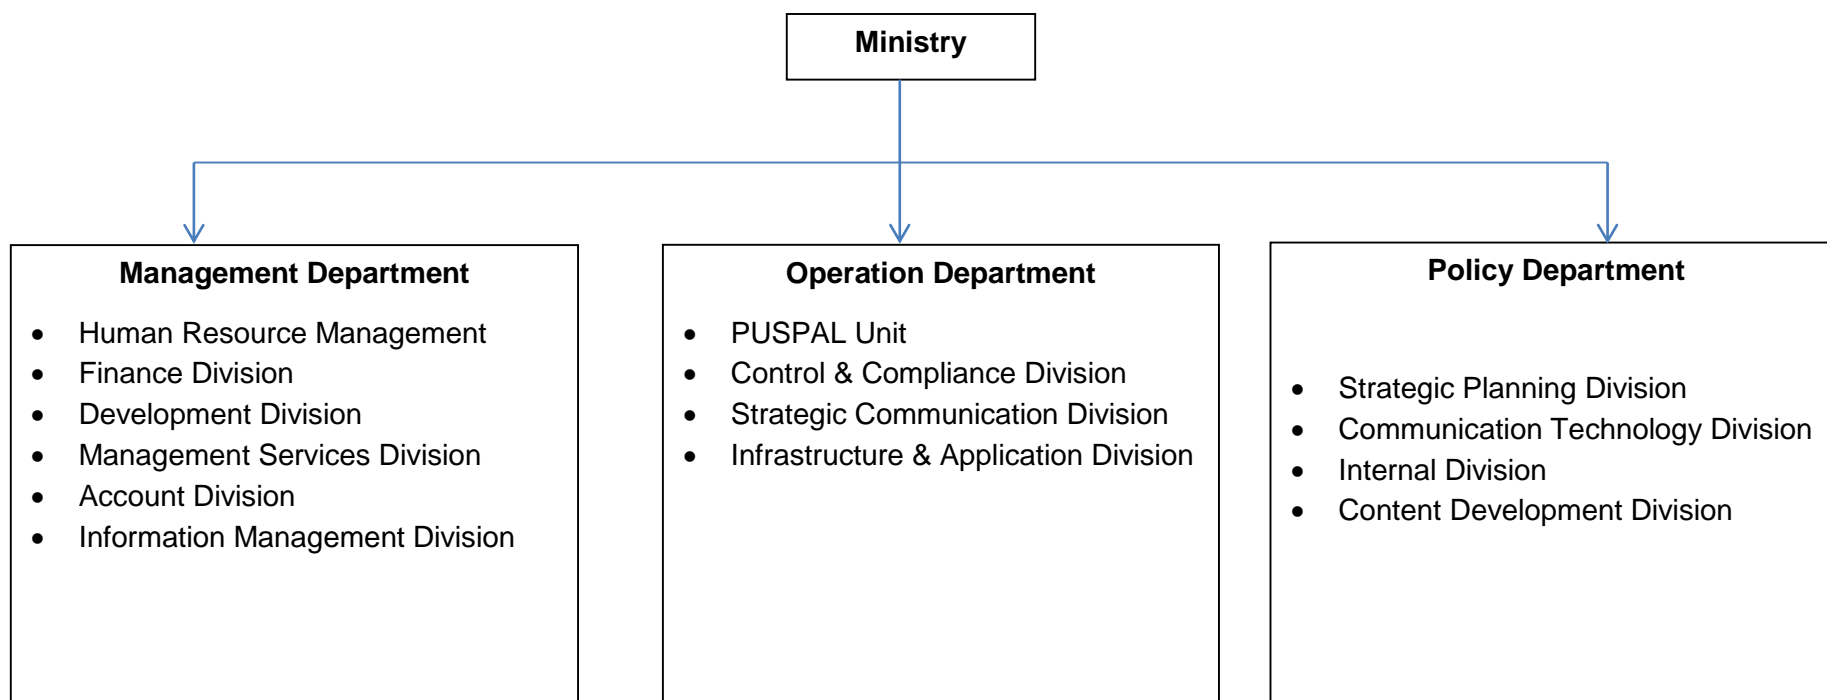 Ministry
Management Department
• Human Resource Management
• Finance Division
• Development Division
• Management Services Division
• Account Division
• Information Management Division
Operation Department
• PUSPAL Unit
• Control & Compliance Division
• Strategic Communication Division
• Infrastructure & Application Division
Policy Department
• Strategic Planning Division
• Communication Technology Division
• Internal Division
• Content Development Division